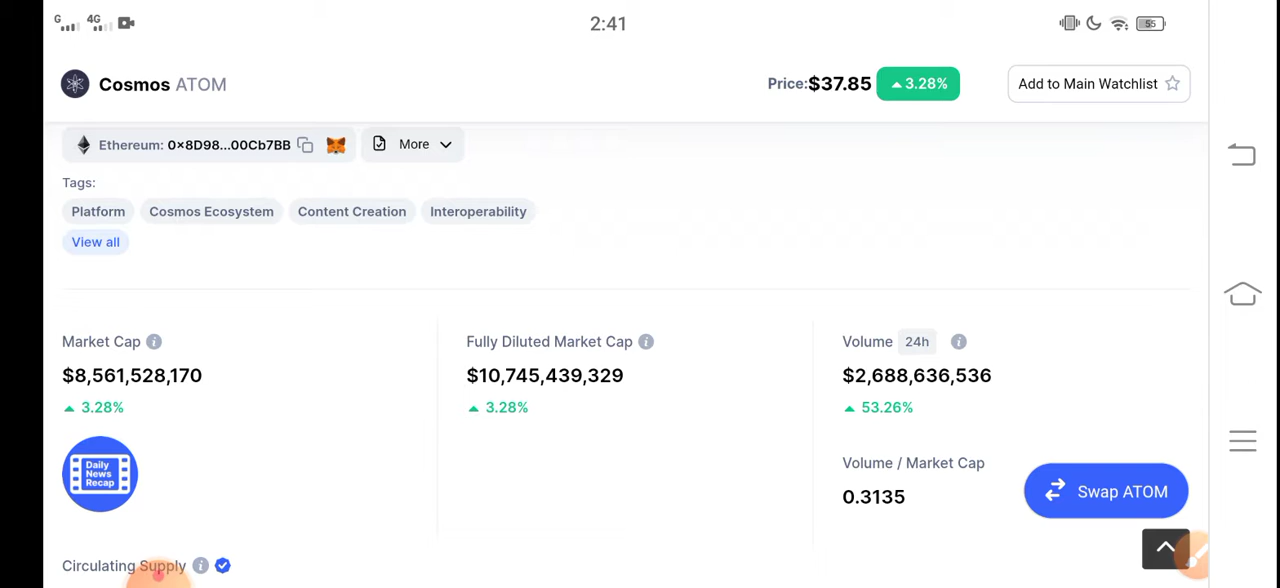 G 4G 2:41 55
Cosmos ATOM Price:$37.85 3.28% Add to Main Watchlist
Ethereum: 0x8D98...00Cb7BB More
Tags:
Platform Cosmos Ecosystem Content Creation Interoperability
View all
Market Cap i Fully Diluted Market Cap i Volume 24h i
$8,561,528,170 $10,745,439,329 $2,688,636,536
3.28% 3.28% 53.26%
Daily
News
Recap
Volume / Market Cap
0.3135
Swap ATOM
Circulating Supply i